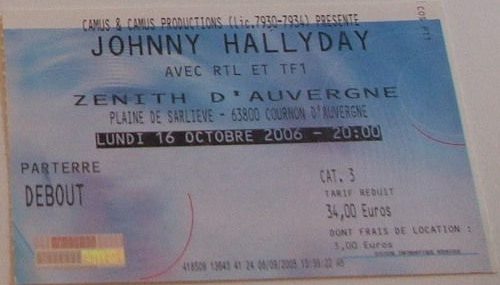 CAMUS & CAMUS PRODUCTIONS (Lic.7930-7934) PRESENTE
JOHNNY HALLYDAY
AVEC RTL ET TF1
ZENITH D'AUVERGNE
PLAINE DE SARLIEVE - 63800 COURNON D'AUVERGNE
LUNDI 16 OCTOBRE 2006 - 20:00
PARTERRE
DEBOUT
CAT. 3
TARIF REDUIT
34,00 Euros
DONT FRAIS DE LOCATION :
3,00 Euros